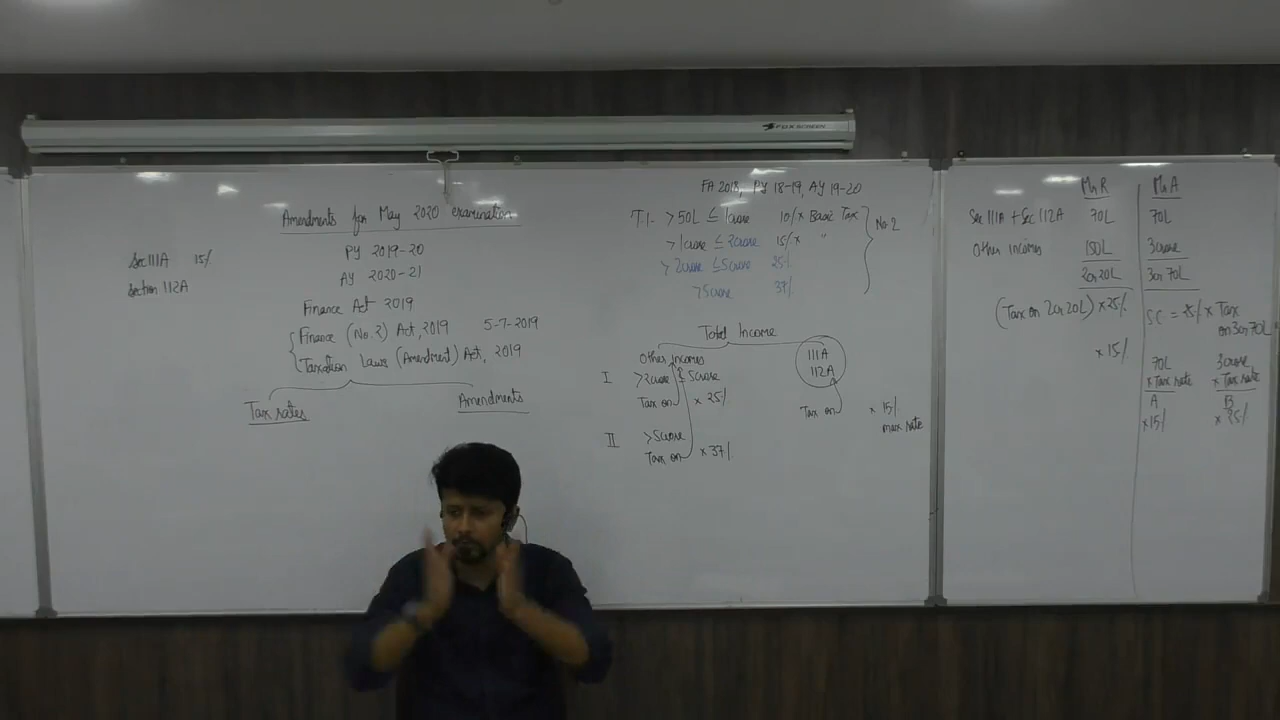 FOXSCREEN
Sec 111A 15%
Section 112A
Amendments for May 2020 examination
PY 2019-20
AY 2020-21
Finance Act 2019
Finance (No.2) Act, 2019 5-7-2019
Taxation Laws (Amendment) Act, 2019
Tax rates Amendments
FA 2018, PY 18-19, AY 19-20
T.I. >50L ≤ 1crore 10% x Basic Tax
>1crore ≤ 2crore 15% x "
>2crore ≤5crore 25%
>5crore 37%
No.2
Total Income
Other incomes 111A
112A
I >2crore ≤ 5crore
Tax on x 25% Tax on x 15%
max rate
II >5crore
Tax on x 37%
Mr R Mr A
Sec 111A + Sec 112A 70L 70L
Other incomes 150L 3crore
2cr 20L 3cr 70L
(Tax on 2cr 20L) x 25%
x 15%
SC = 25% x Tax
on 3cr 70L
70L 3crore
x Tax rate x Tax rate
A B
x 15% x 25%